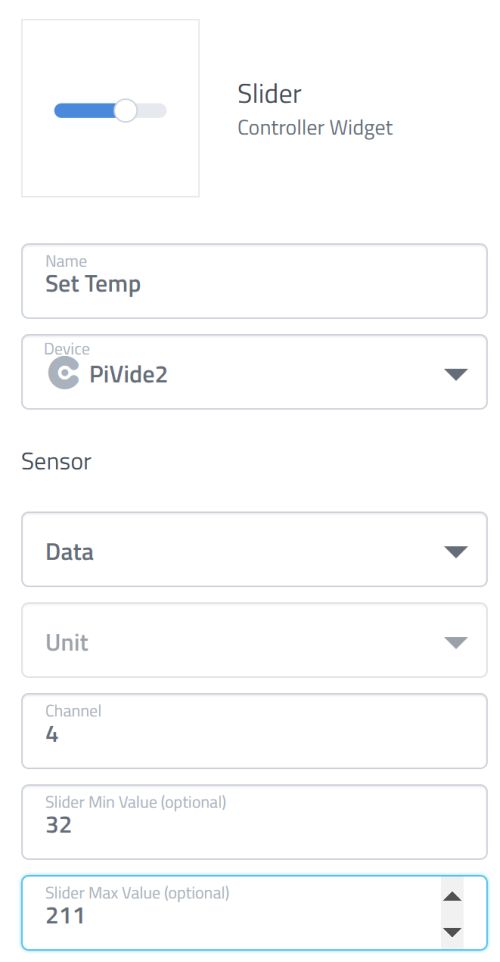 Slider
Controller Widget
Name
Set Temp
Device
PiVide2
Sensor
Data
Unit
Channel
4
Slider Min Value (optional)
32
Slider Max Value (optional)
211